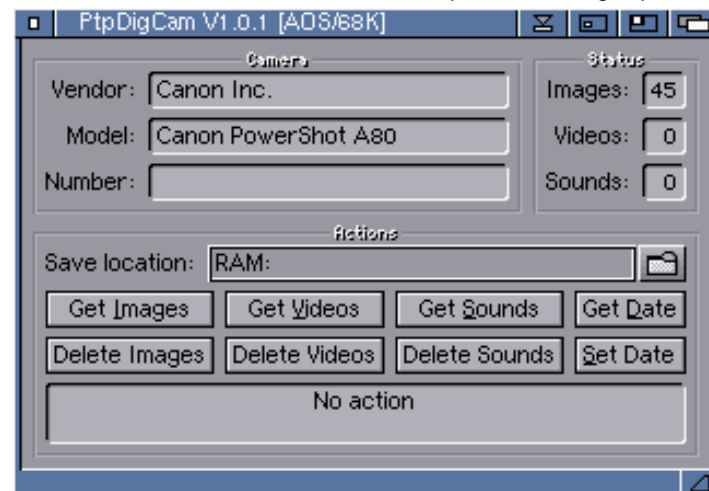 PtpDigCam V1.0.1 [AOS/68K]
Camera
Status
Vendor: Canon Inc.
Images: 45
Model: Canon PowerShot A80
Videos: 0
Number:
Sounds: 0
Actions
Save location: RAM:
Get Images Get Videos Get Sounds Get Date
Delete Images Delete Videos Delete Sounds Set Date
No action